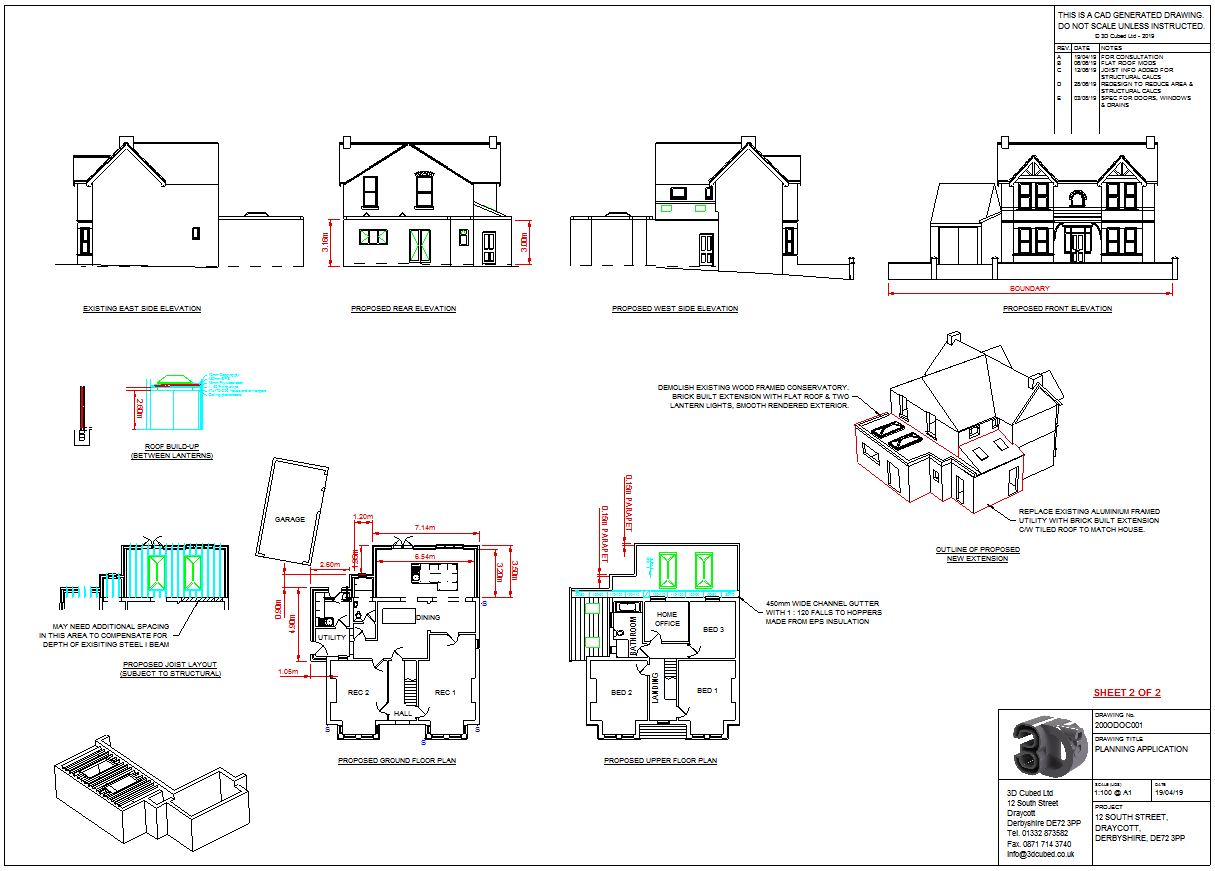 THIS IS A CAD GENERATED DRAWING.
DO NOT SCALE UNLESS INSTRUCTED.
© 3D Cubed Ltd - 2019
REV. DATE NOTES
A 19/04/19 FOR CONSULTATION
B 06/06/19 FLAT ROOF MODS
C 12/06/19 JOIST INFO ADDED FOR
STRUCTURAL CALCS
D 28/06/19 REDESIGN TO REDUCE AREA &
STRUCTURAL CALCS
E 03/08/19 SPEC FOR DOORS, WINDOWS
& DRAINS
3.16m
3.00m
BOUNDARY
EXISTING EAST SIDE ELEVATION
PROPOSED REAR ELEVATION
PROPOSED WEST SIDE ELEVATION
PROPOSED FRONT ELEVATION
2.80m
ROOF BUILD-UP
(BETWEEN LANTERNS)
DEMOLISH EXISTING WOOD FRAMED CONSERVATORY.
BRICK BUILT EXTENSION WITH FLAT ROOF & TWO
LANTERN LIGHTS, SMOOTH RENDERED EXTERIOR.
REPLACE EXISTING ALUMINIUM FRAMED
UTILITY WITH BRICK BUILT EXTENSION
C/W TILED ROOF TO MATCH HOUSE.
OUTLINE OF PROPOSED
NEW EXTENSION
MAY NEED ADDITIONAL SPACING
IN THIS AREA TO COMPENSATE FOR
DEPTH OF EXISITING STEEL I BEAM
PROPOSED JOIST LAYOUT
(SUBJECT TO STRUCTURAL)
GARAGE
1.20m
7.14m
6.54m
2.60m
3.20m
3.50m
0.90m
4.90m
1.05m
S
DINING
UTILITY
REC 2
REC 1
HALL
S
S
S
PROPOSED GROUND FLOOR PLAN
0.15m PARAPET
0.15m PARAPET
HOME
OFFICE
BATHROOM
BED 3
BED 2
LANDING
BED 1
450mm WIDE CHANNEL GUTTER
WITH 1 : 120 FALLS TO HOPPERS
MADE FROM EPS INSULATION
PROPOSED UPPER FLOOR PLAN
SHEET 2 OF 2
3D
DRAWING No.
200ODOC001
DRAWING TITLE
PLANNING APPLICATION
SCALE (UOS)
1:100 @ A1
DATE
19/04/19
3D Cubed Ltd
12 South Street
Draycott
Derbyshire DE72 3PP
Tel. 01332 873582
Fax. 0871 714 3740
info@3dcubed.co.uk
PROJECT
12 SOUTH STREET,
DRAYCOTT,
DERBYSHIRE, DE72 3PP